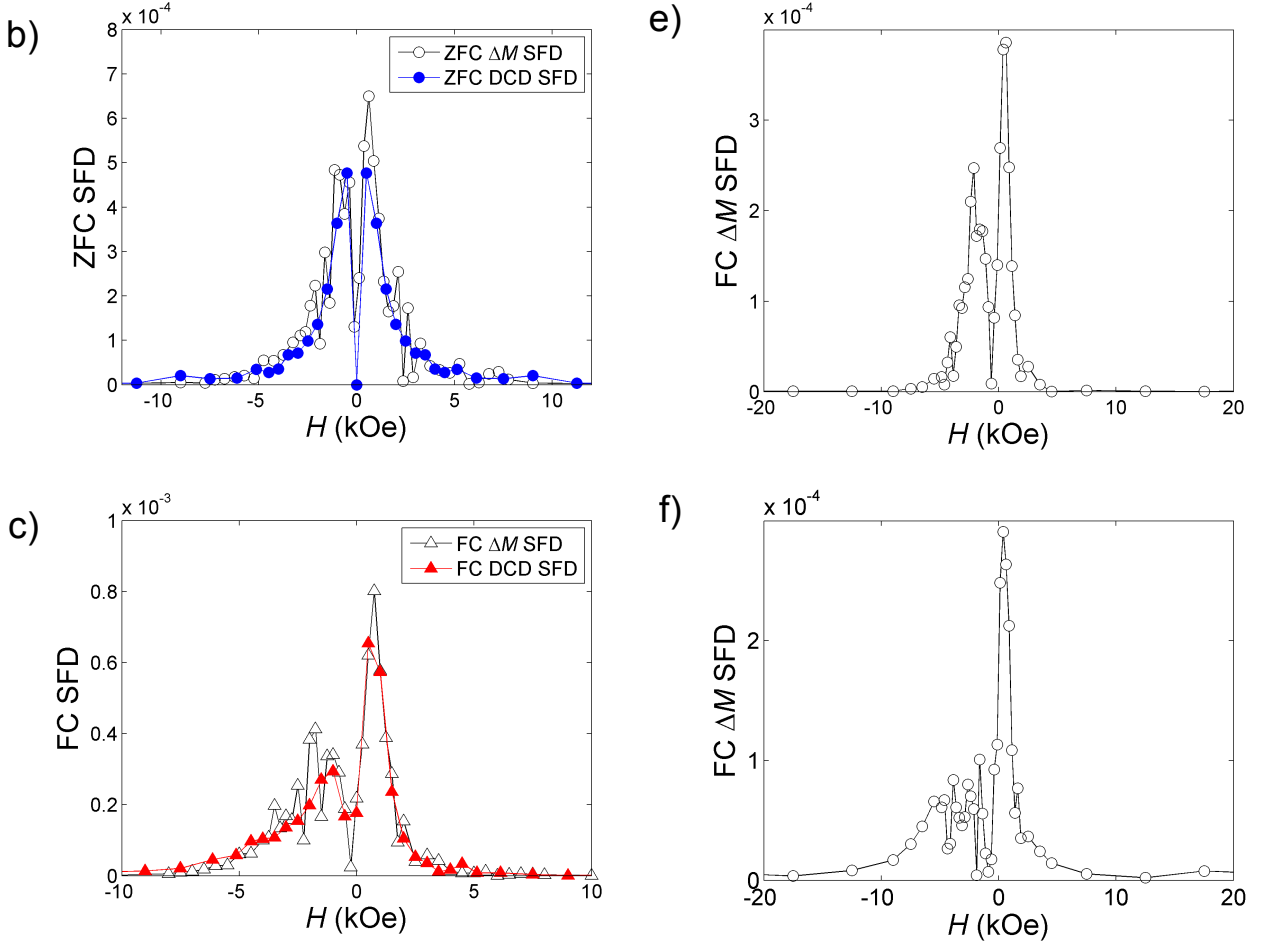 b)
x 10^-4
8
7
6
5
4
3
2
1
0
ZFC SFD
ZFC ΔM SFD
ZFC DCD SFD
-10 -5 0 5 10
H (kOe)
e)
x 10^-4
3
2
1
0
FC ΔM SFD
-20 -10 0 10 20
H (kOe)
c)
x 10^-3
1
0.8
0.6
0.4
0.2
0
FC SFD
FC ΔM SFD
FC DCD SFD
-10 -5 0 5 10
H (kOe)
f)
x 10^-4
2
1
0
FC ΔM SFD
-20 -10 0 10 20
H (kOe)